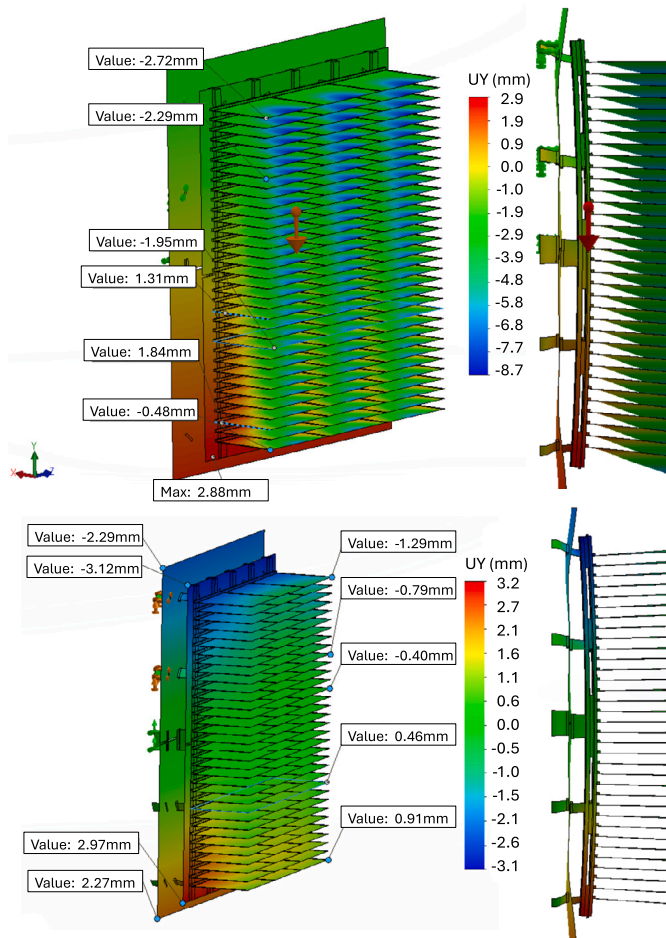 Value: -2.72mm
Value: -2.29mm
Value: -1.95mm
Value: 1.31mm
Value: 1.84mm
Value: -0.48mm
Max: 2.88mm
Y
X
Z
UY (mm)
2.9
1.9
0.0
-1.0
-1.9
-2.9
-3.9
-4.8
-5.8
-6.8
-7.7
-8.7
Value: -2.29mm
Value: -3.12mm
Value: 2.97mm
Value: 2.27mm
Value: -1.29mm
Value: -0.79mm
Value: -0.40mm
Value: 0.46mm
Value: 0.91mm
UY (mm)
3.2
2.7
2.1
1.6
1.1
0.6
0.0
-0.5
-1.0
-1.5
-2.1
-2.6
-3.1